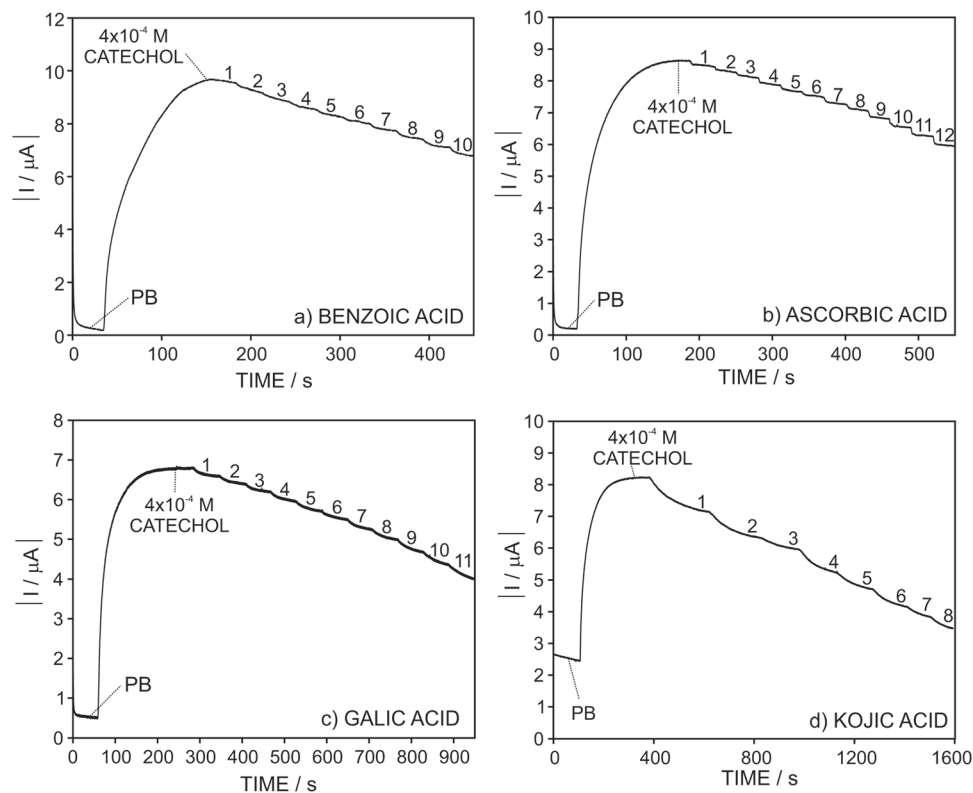 12
10
8
6
4
2
0
|I / µA|
4x10⁻⁴ M
CATECHOL
1 2 3 4 5 6 7 8 9 10
PB
a) BENZOIC ACID
0 100 200 300 400
TIME / s
10
9
8
7
6
5
4
3
2
1
0
|I / µA|
1 2 3 4 5 6 7 8 9 10 11 12
4x10⁻⁴ M
CATECHOL
PB
b) ASCORBIC ACID
0 100 200 300 400 500
TIME / s
8
7
6
5
4
3
2
1
0
|I / µA|
1 2 3 4 5 6 7 8 9 10 11
4x10⁻⁴ M
CATECHOL
PB
c) GALIC ACID
0 100 200 300 400 500 600 700 800 900
TIME / s
10
9
8
7
6
5
4
3
2
1
0
|I / µA|
4x10⁻⁴ M
CATECHOL
1 2 3 4 5 6 7 8
PB
d) KOJIC ACID
0 400 800 1200 1600
TIME / s